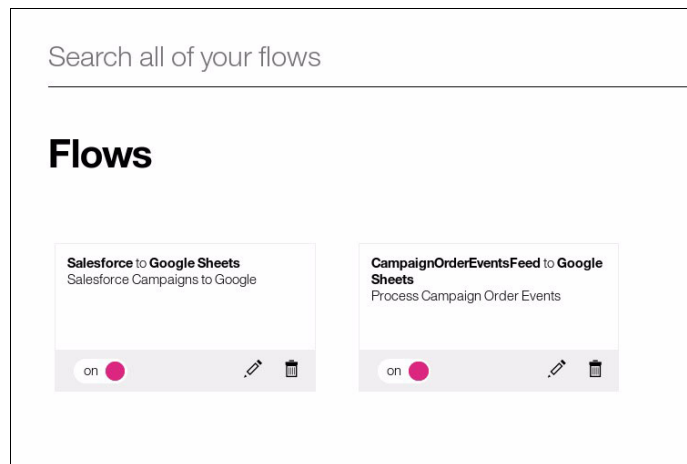 Search all of your flows
Flows
Salesforce to Google Sheets
Salesforce Campaigns to Google
on
CampaignOrderEventsFeed to Google
Sheets
Process Campaign Order Events
on